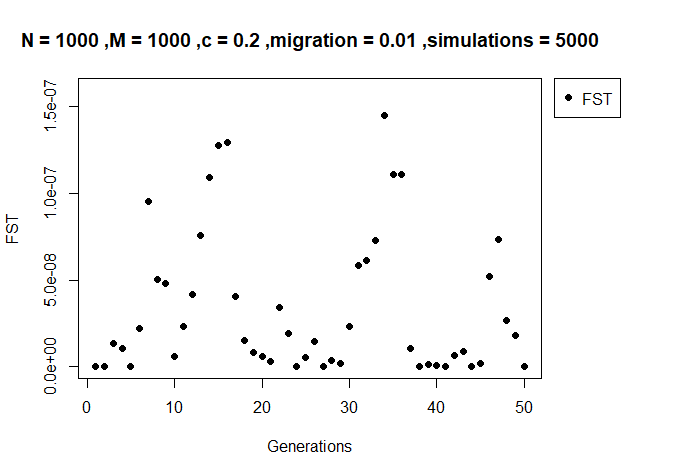 N = 1000 ,M = 1000 ,c = 0.2 ,migration = 0.01 ,simulations = 5000
FST
1.5e-07
1.0e-07
5.0e-08
0.0e+00
FST
0 10 20 30 40 50
Generations